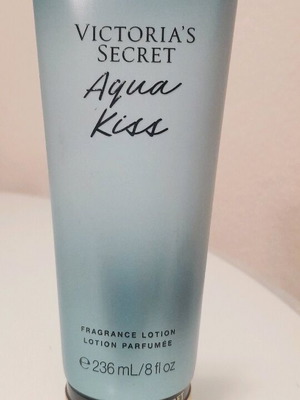 VICTORIA'S
SECRET
Aqua
Kiss
FRAGRANCE LOTION
LOTION PARFUMÉE
℮ 236 mL/8 fl oz